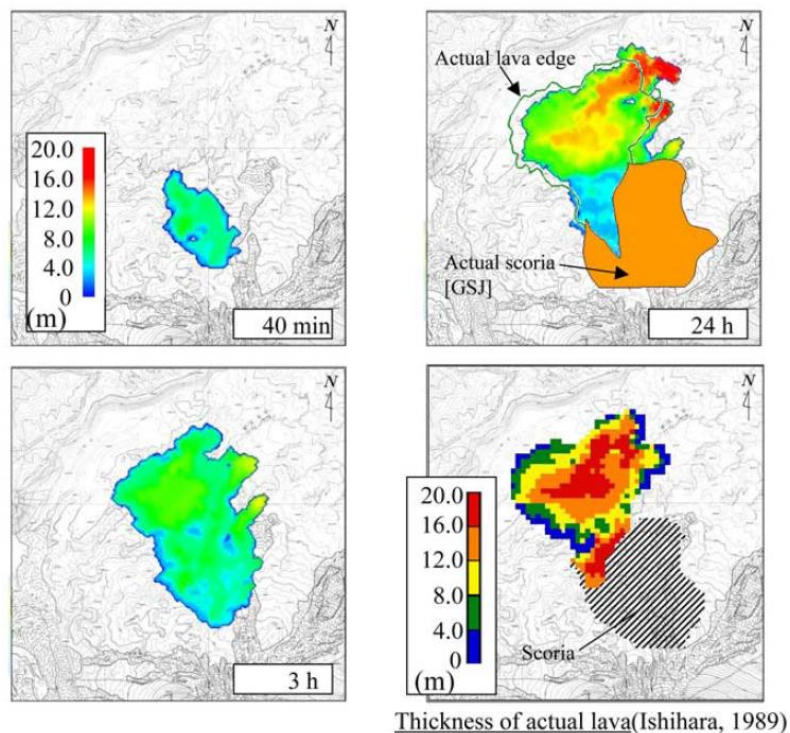 N
20.0
16.0
12.0
8.0
4.0
0
(m)
40 min
N
Actual lava edge
Actual scoria
[GSJ]
24 h
N
3 h
N
20.0
16.0
12.0
8.0
4.0
0
(m)
Scoria
Thickness of actual lava(Ishihara, 1989)